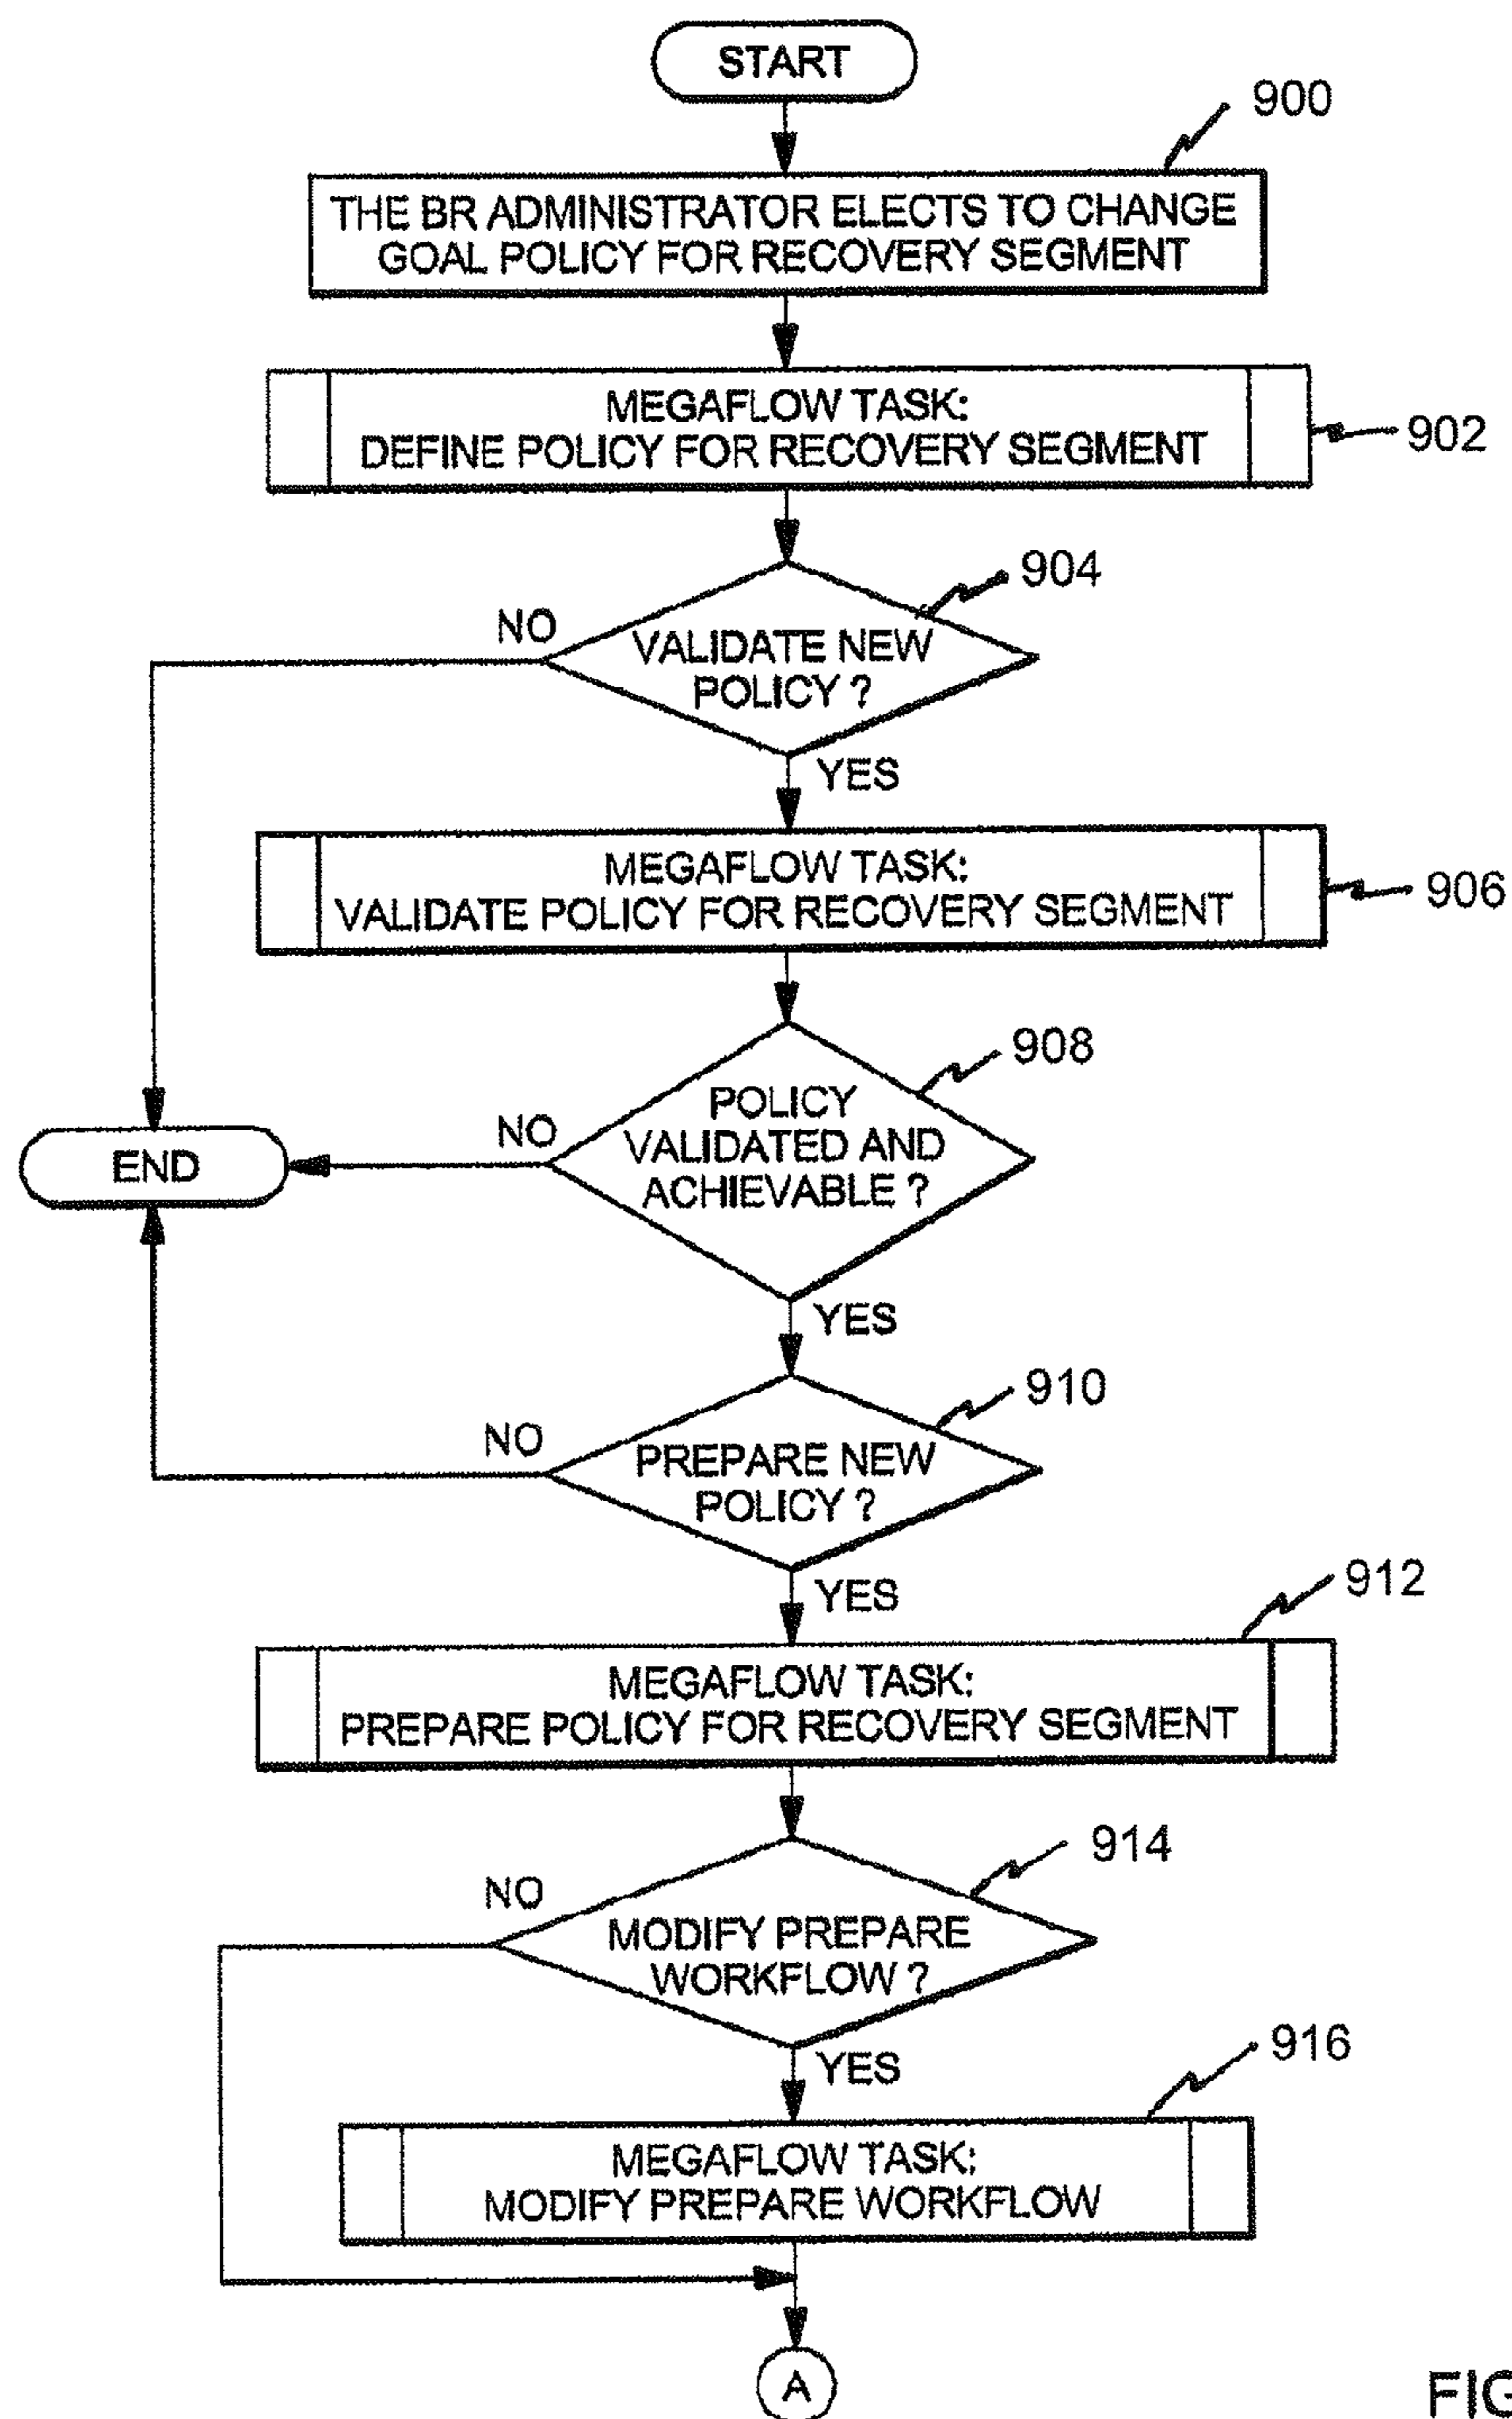 START
900
THE BR ADMINISTRATOR ELECTS TO CHANGE
GOAL POLICY FOR RECOVERY SEGMENT
MEGAFLOW TASK:
DEFINE POLICY FOR RECOVERY SEGMENT
902
904
NO
VALIDATE NEW
POLICY ?
YES
MEGAFLOW TASK:
VALIDATE POLICY FOR RECOVERY SEGMENT
906
908
POLICY
VALIDATED AND
ACHIEVABLE ?
NO
END
YES
910
NO
PREPARE NEW
POLICY ?
YES
912
MEGAFLOW TASK:
PREPARE POLICY FOR RECOVERY SEGMENT
914
NO
MODIFY PREPARE
WORKFLOW ?
YES
916
MEGAFLOW TASK:
MODIFY PREPARE WORKFLOW
A
FIG